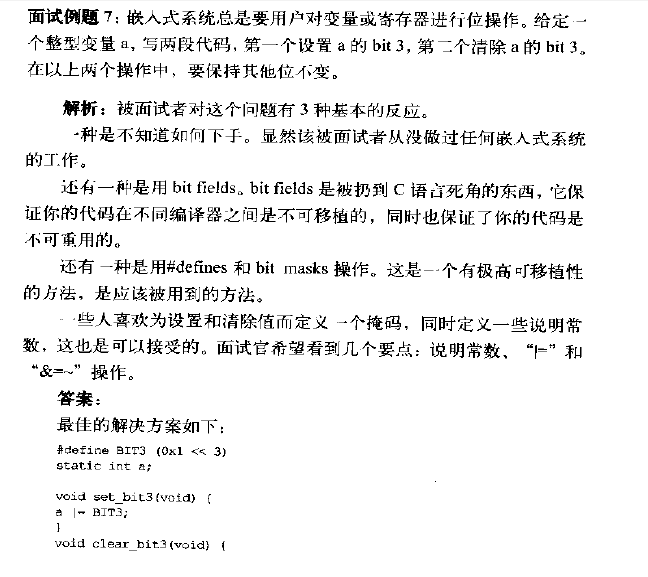 面试例题 7：嵌入式系统总是要用户对变量或寄存器进行位操作。给定一
个整型变量 a，写两段代码，第一个设置 a 的 bit 3，第二个清除 a 的 bit 3。
在以上两个操作中，要保持其他位不变。
解析：被面试者对这个问题有 3 种基本的反应。
一种是不知道如何下手。显然该被面试者从没做过任何嵌入式系统
的工作。
还有一种是用 bit fields。bit fields 是被扔到 C 语言死角的东西，它保
证你的代码在不同编译器之间是不可移植的，同时也保证了你的代码是
不可重用的。
还有一种是用#defines 和 bit masks 操作。这是一个有极高可移植性
的方法，是应该被用到的方法。
一些人喜欢为设置和清除值而定义一个掩码，同时定义一些说明常
数，这也是可以接受的。面试官希望看到几个要点：说明常数、“|=”和
“&=~”操作。
答案：
最佳的解决方案如下：
#define BIT3 (0x1 << 3)
static int a;
void set_bit3(void) {
a |= BIT3;
}
void clear_bit3(void) {